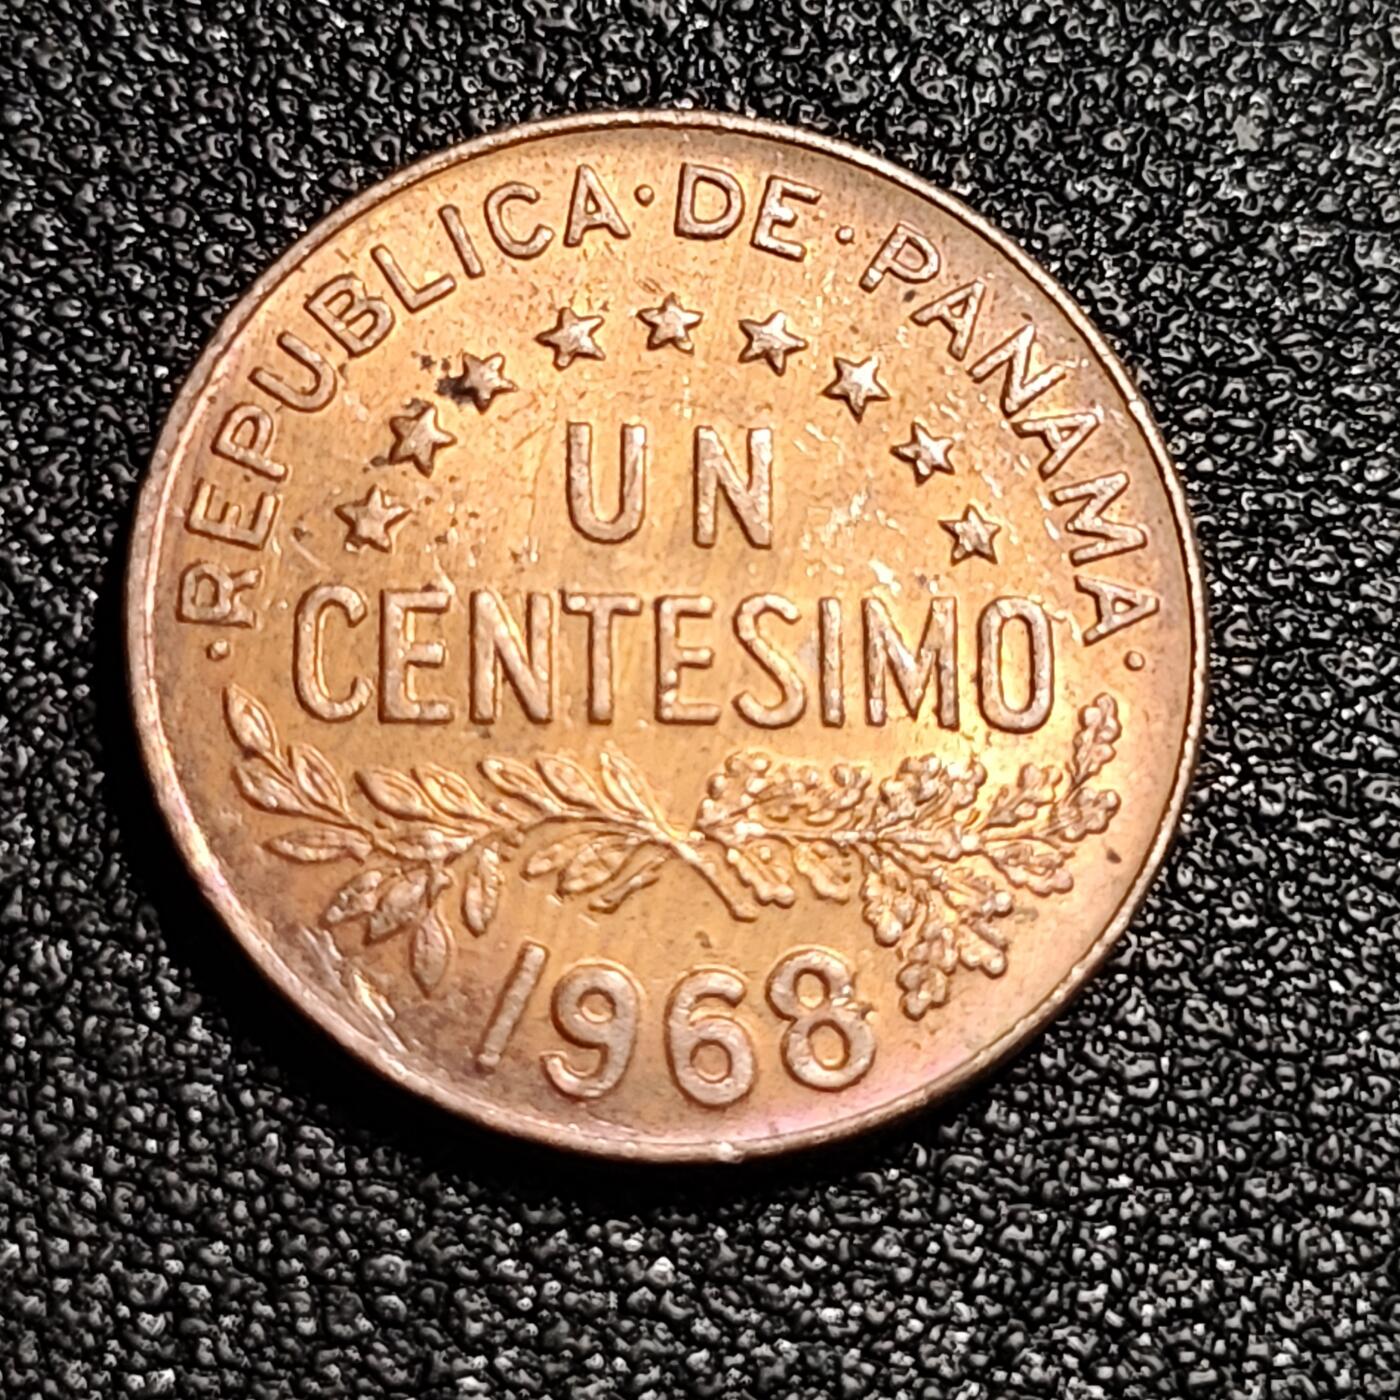 ·REPUBLICA·DE·PANAMA·
UN
CENTESIMO
1968